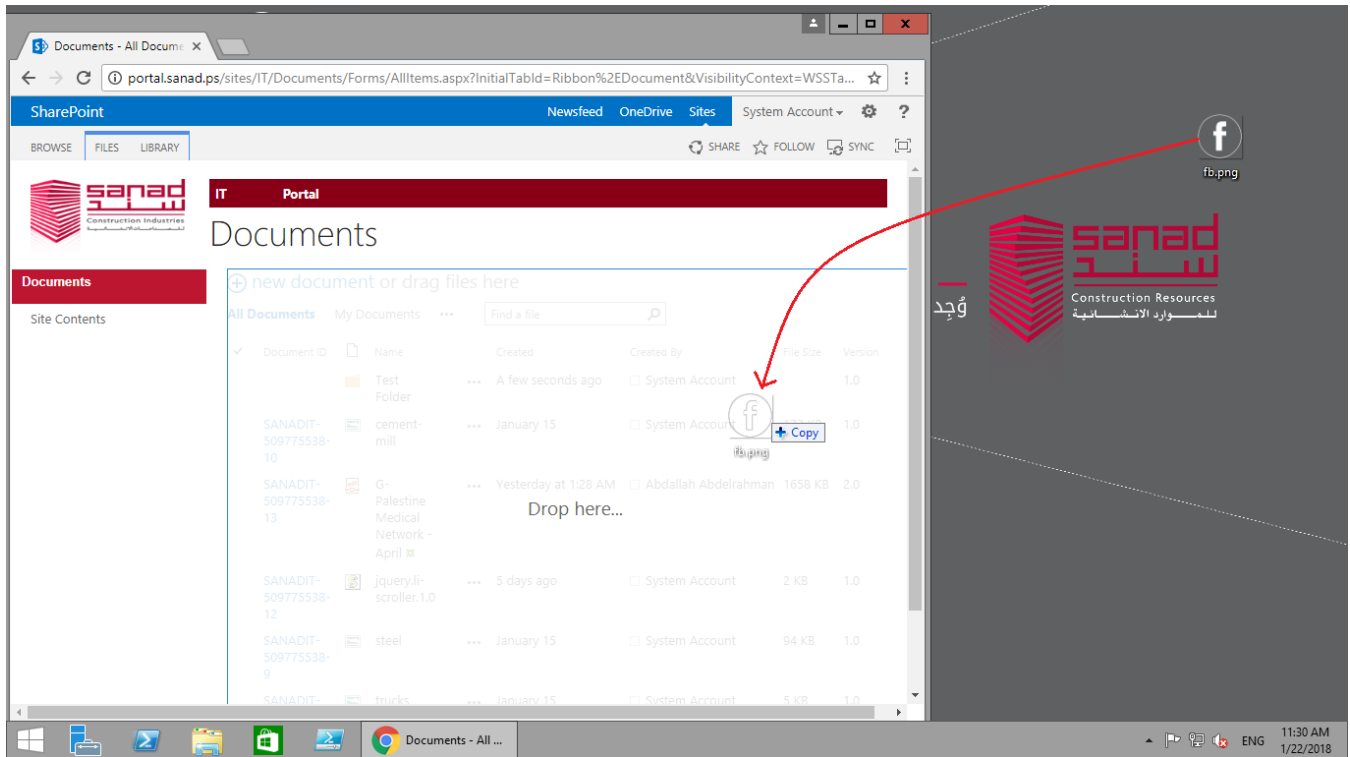 Documents - All Docume
portal.sanad.ps/sites/IT/Documents/Forms/AllItems.aspx?InitialTabId=Ribbon%2EDocument&VisibilityContext=WSSTa...
SharePoint
Newsfeed OneDrive Sites System Account ?
BROWSE FILES LIBRARY
SHARE FOLLOW SYNC
sanad
سند
Construction Industries
IT Portal
Documents
Documents
Site Contents
new document or drag files here
All Documents My Documents ... Find a file
Document ID Name Created Created By File Size Version
Test Folder ... A few seconds ago System Account 1.0
SANADIT-509775538-10 cement-mill ... January 15 System Account 1.0
fb.png
Copy
SANADIT-509775538-13 G-Palestine Medical Network - April ... Yesterday at 1:28 AM Abdallah Abdelrahman 1658 KB 2.0
Drop here...
SANADIT-509775538-12 jquery.li-scroller.1.0 ... 5 days ago System Account 2 KB 1.0
SANADIT-509775538-9 steel ... January 15 System Account 94 KB 1.0
SANADIT- trucks ... January 15 System Account 5 KB 1.0
fb.png
sanad
سند
Construction Resources
للموارد الانشائية
وُجِد
Documents - All ...
ENG
11:30 AM
1/22/2018